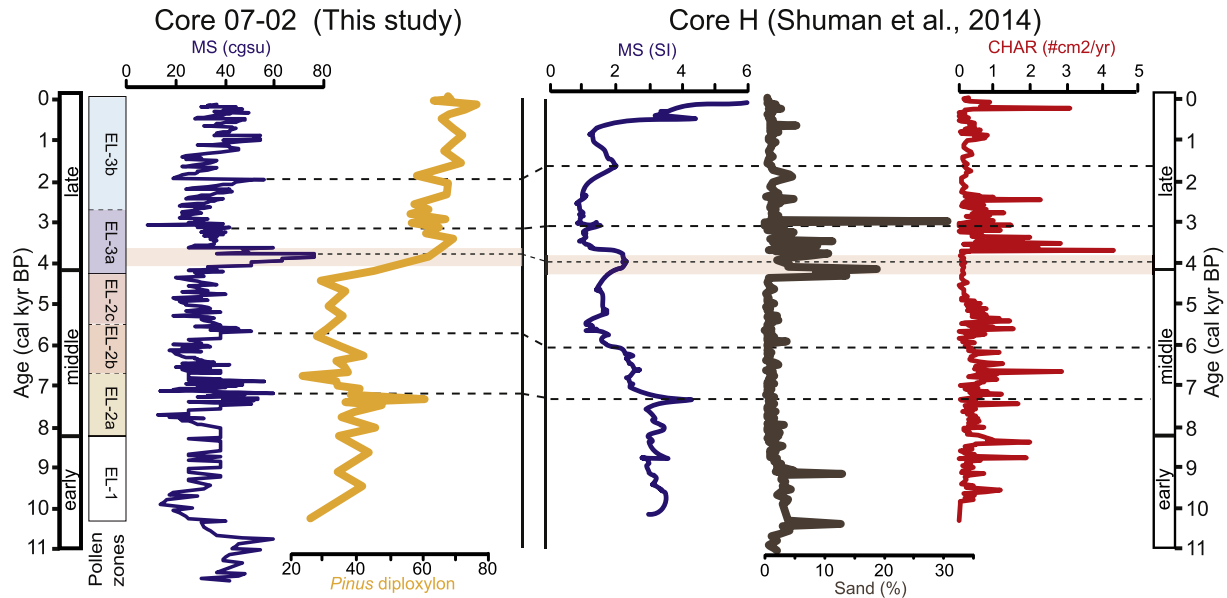 Core 07-02 (This study)
Core H (Shuman et al., 2014)
MS (cgsu)
MS (SI)
CHAR (#cm2/yr)
0 20 40 60 80
0 2 4 6
0 1 2 3 4 5
Age (cal kyr BP)
0
1
2
3
4
5
6
7
8
9
10
11
late
middle
early
EL-3b
EL-3a
EL-2c
EL-2b
EL-2a
EL-1
Pollen
zones
20 40 60 80
Pinus diploxylon
0 10 20 30
Sand (%)
late
middle
early
0
1
2
3
4
5
6
7
8
9
10
11
Age (cal kyr BP)